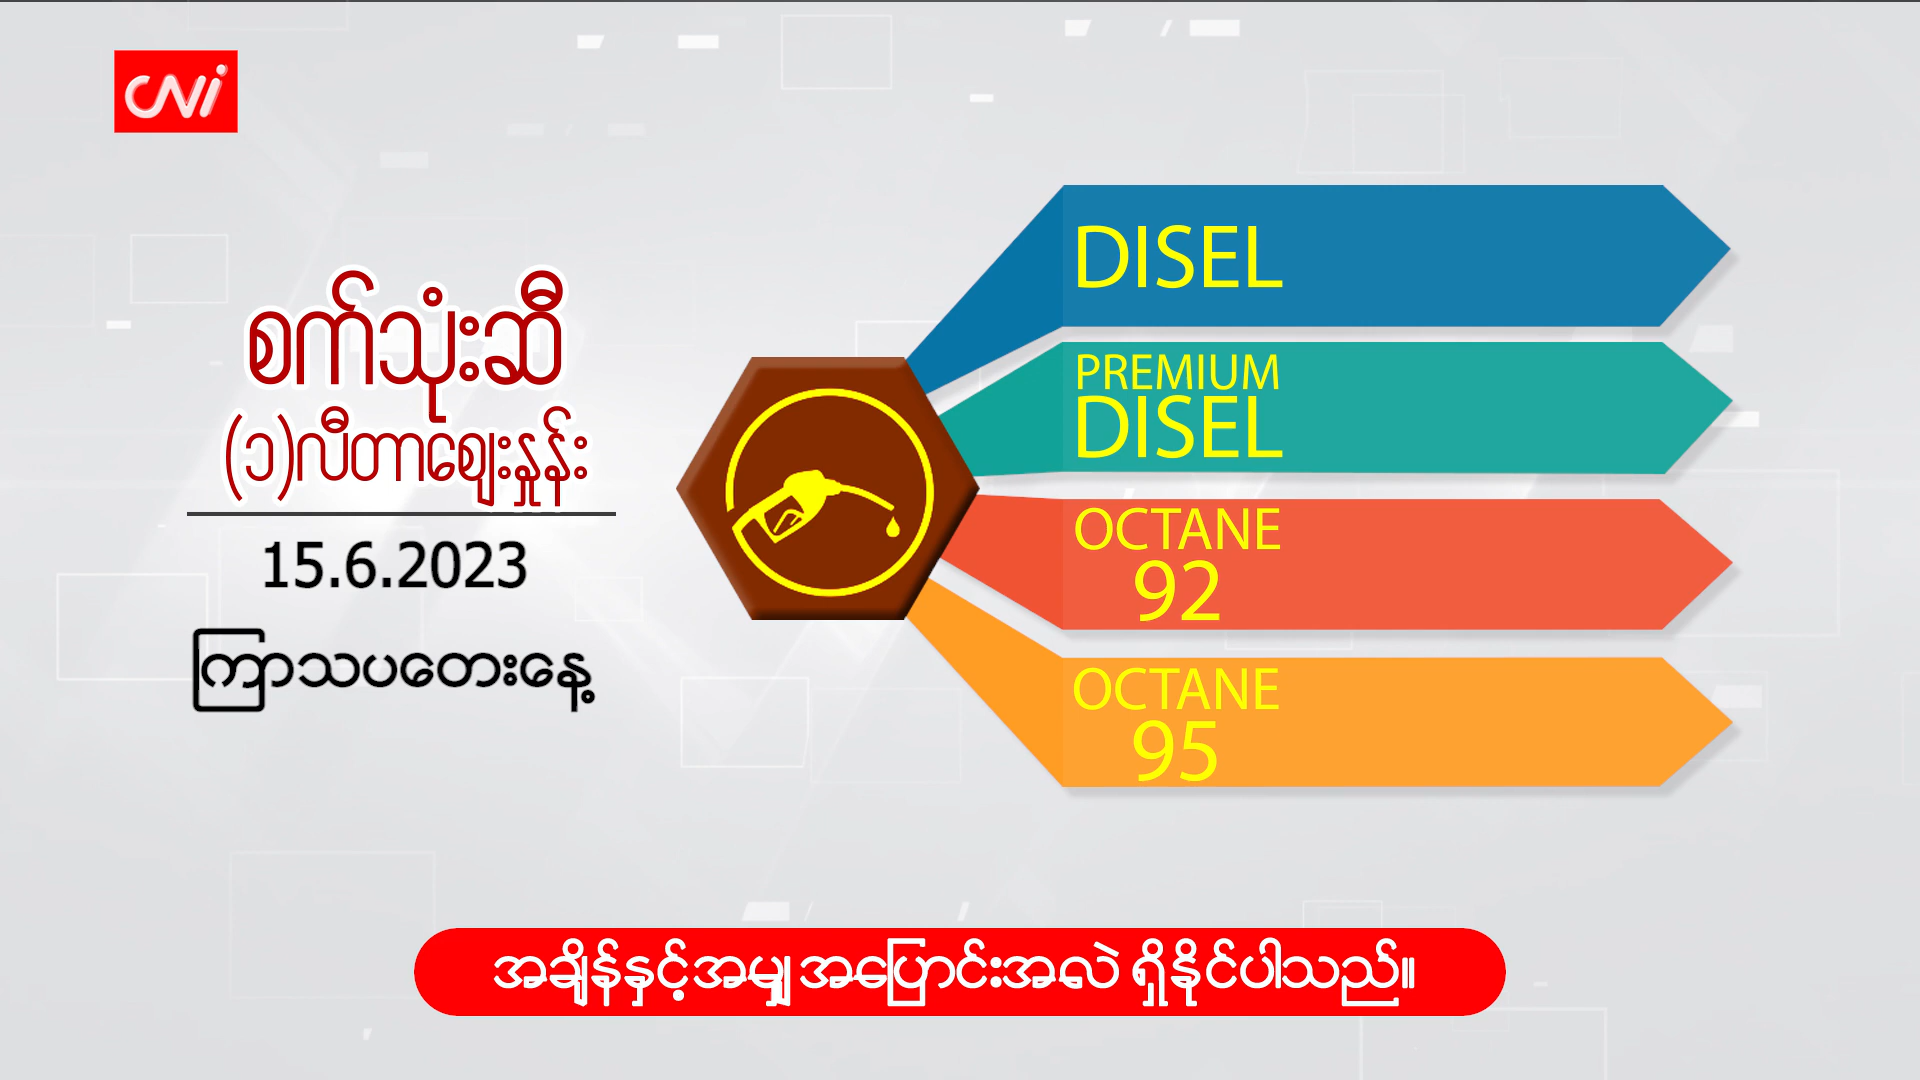 CNi
စက်သုံးဆီ
(၁)လီတာဈေးနှုန်း
15.6.2023
ကြာသပတေးနေ့
DISEL
PREMIUM
DISEL
OCTANE
92
OCTANE
95
အချိန်နှင့်အမျှ အပြောင်းအလဲ ရှိနိုင်ပါသည်။